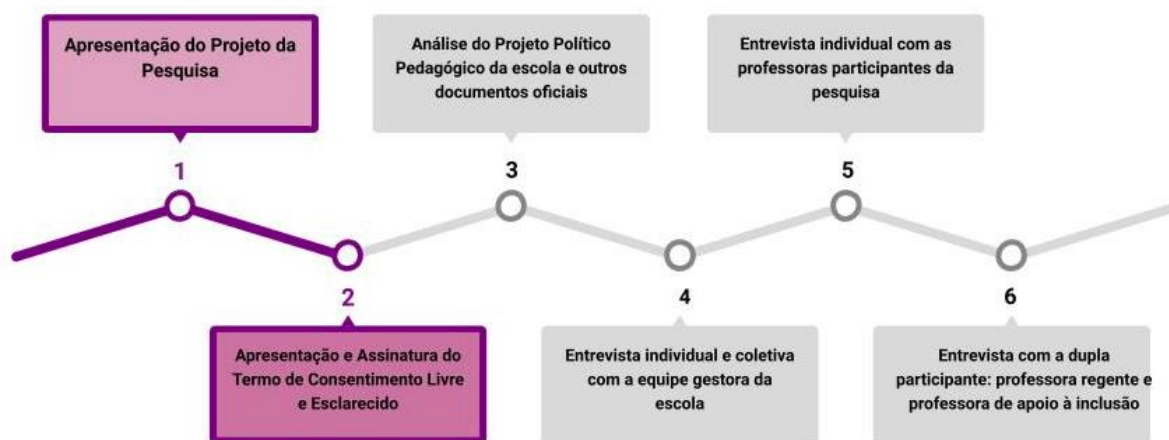 Apresentação do Projeto da
Pesquisa
1
Apresentação e Assinatura do
Termo de Consentimento Livre
e Esclarecido
2
Análise do Projeto Político
Pedagógico da escola e outros
documentos oficiais
3
Entrevista individual e coletiva
com a equipe gestora da
escola
4
Entrevista individual com as
professoras participantes da
pesquisa
5
Entrevista com a dupla
participante: professora regente e
professora de apoio à inclusão
6